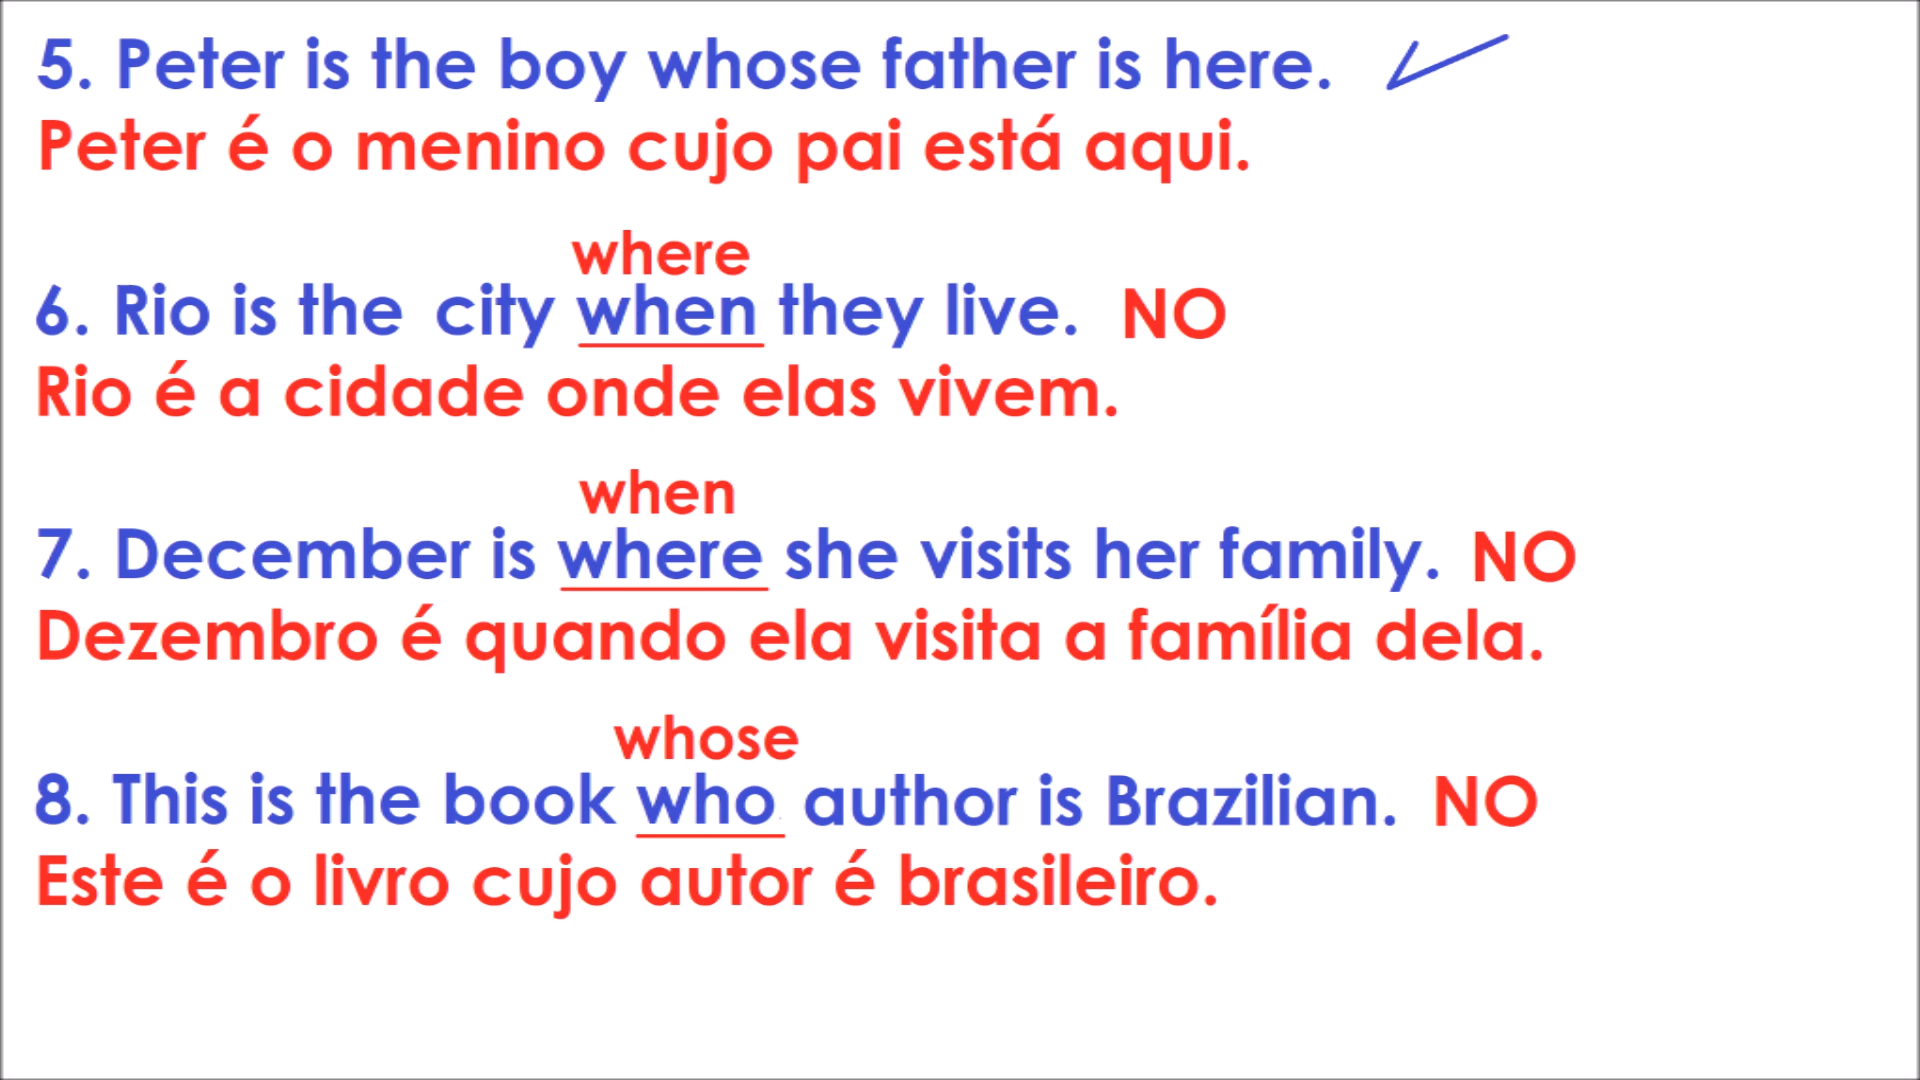 5. Peter is the boy whose father is here.
Peter é o menino cujo pai está aqui.
where
6. Rio is the city when they live. NO
Rio é a cidade onde elas vivem.
when
7. December is where she visits her family. NO
Dezembro é quando ela visita a família dela.
whose
8. This is the book who author is Brazilian. NO
Este é o livro cujo autor é brasileiro.